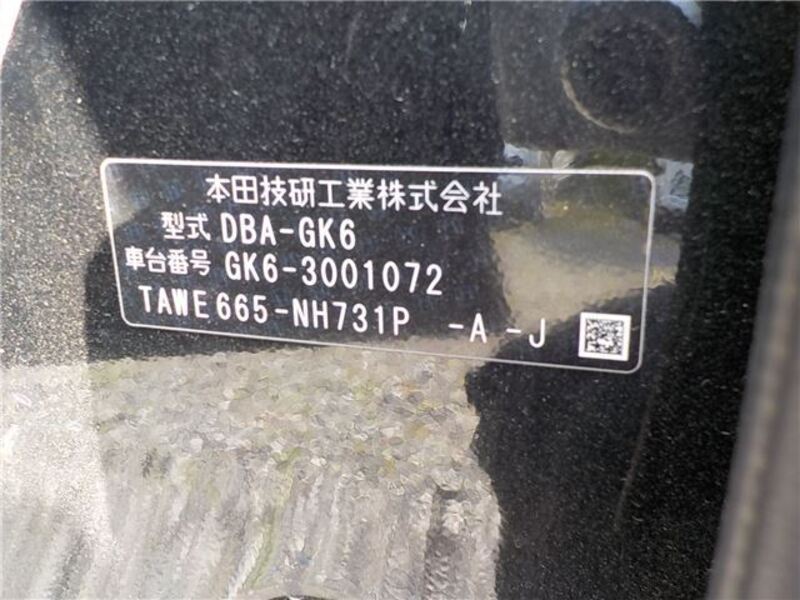 本田技研工業株式会社
型式 DBA-GK6
車台番号 GK6-3001072
TAWE665-NH731P -A -J